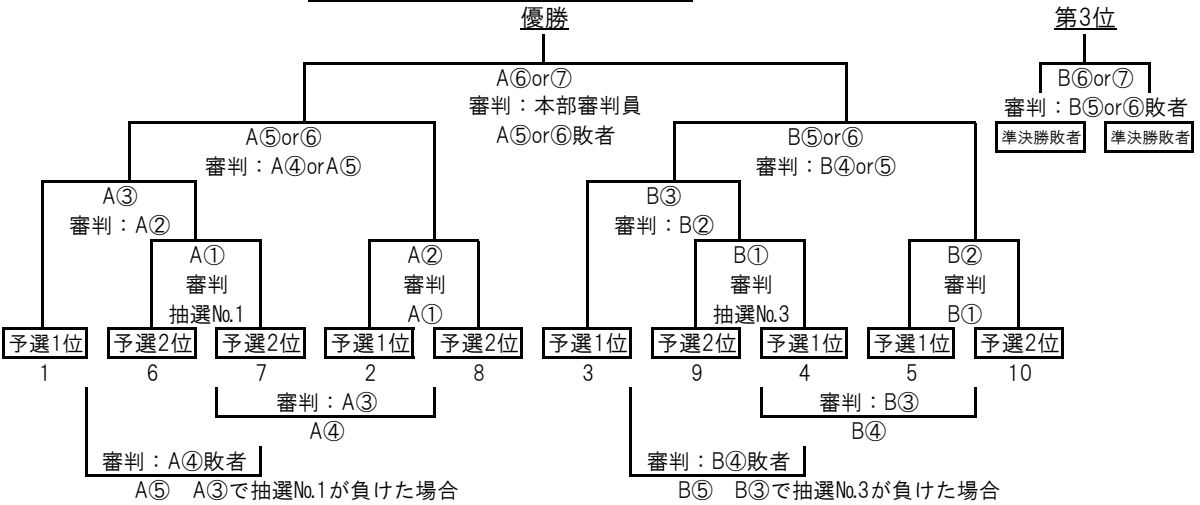 優勝
第3位
A⑥or⑦
審判：本部審判員
A⑤or⑥敗者
B⑥or⑦
審判：B⑤or⑥敗者
準決勝敗者 準決勝敗者
A⑤or⑥
審判：A④orA⑤
B⑤or⑥
審判：B④or⑤
A③
審判：A②
B③
審判：B②
A①
審判
抽選№1
A②
審判
A①
B①
審判
抽選№3
B②
審判
B①
予選1位 予選2位 予選2位 予選1位 予選2位 予選1位 予選2位 予選1位 予選1位 予選2位
1 6 7 2 8 3 9 4 5 10
審判：A③
A④
審判：B③
B④
審判：A④敗者
A⑤　A③で抽選№1が負けた場合
審判：B④敗者
B⑤　B③で抽選№3が負けた場合